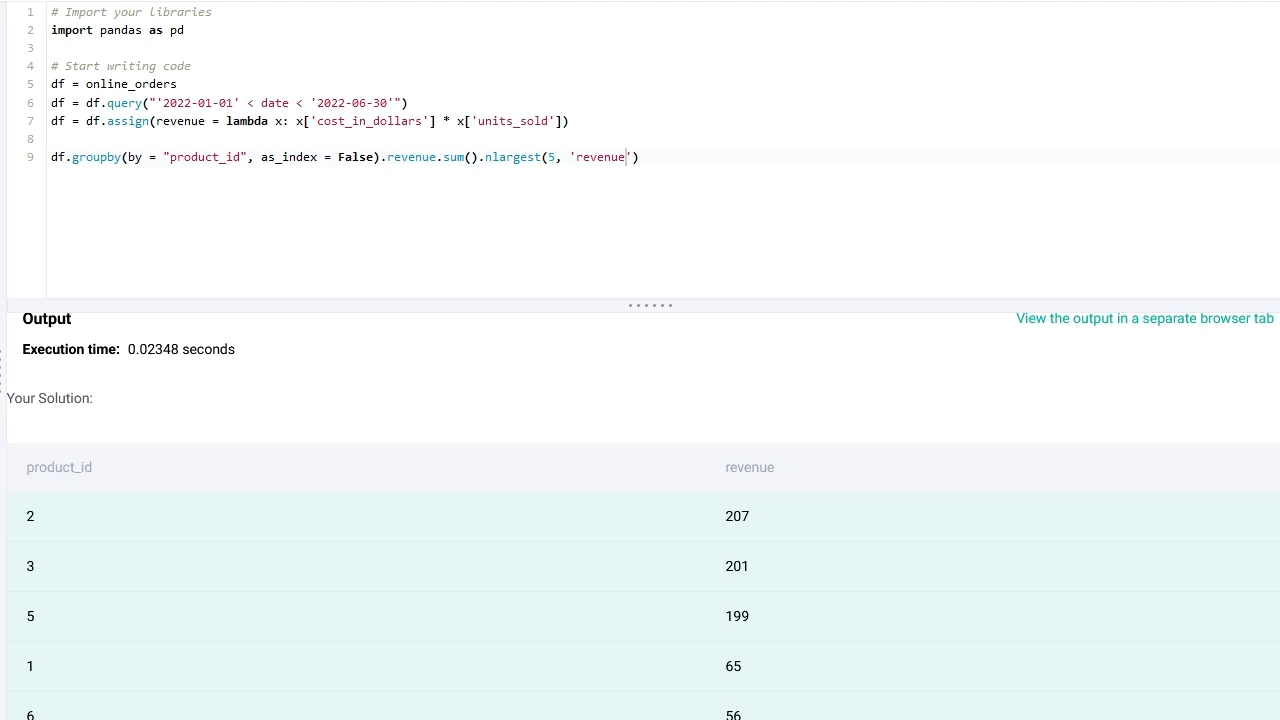 1 # Import your libraries
2 import pandas as pd
3
4 # Start writing code
5 df = online_orders
6 df = df.query("'2022-01-01' < date < '2022-06-30'")
7 df = df.assign(revenue = lambda x: x['cost_in_dollars'] * x['units_sold'])
8
9 df.groupby(by = "product_id", as_index = False).revenue.sum().nlargest(5, 'revenue')
Output View the output in a separate browser tab
Execution time: 0.02348 seconds
Your Solution:
product_id revenue
2 207
3 201
5 199
1 65
6 56